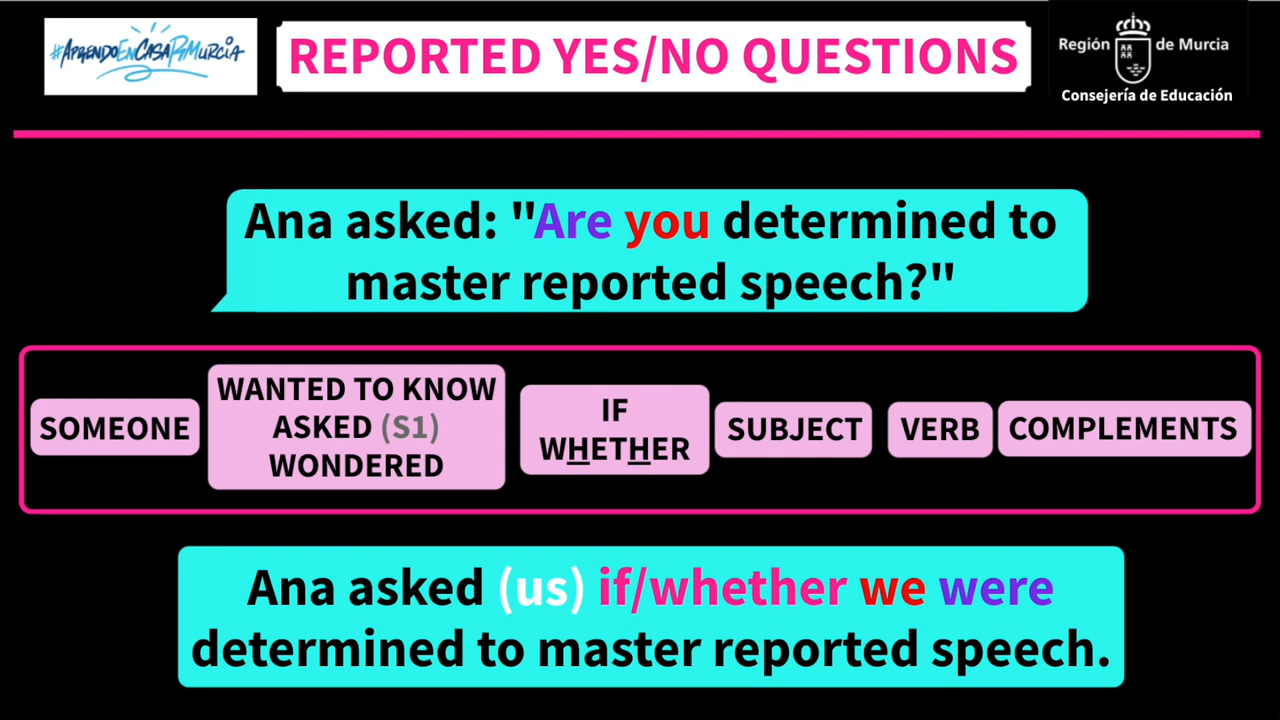 #AprendoEnCasaRMurcia
REPORTED YES/NO QUESTIONS
Región de Murcia
Consejería de Educación
Ana asked: "Are you determined to
master reported speech?"
SOMEONE
WANTED TO KNOW
ASKED (S1)
WONDERED
IF
WHETHER
SUBJECT
VERB
COMPLEMENTS
Ana asked (us) if/whether we were
determined to master reported speech.